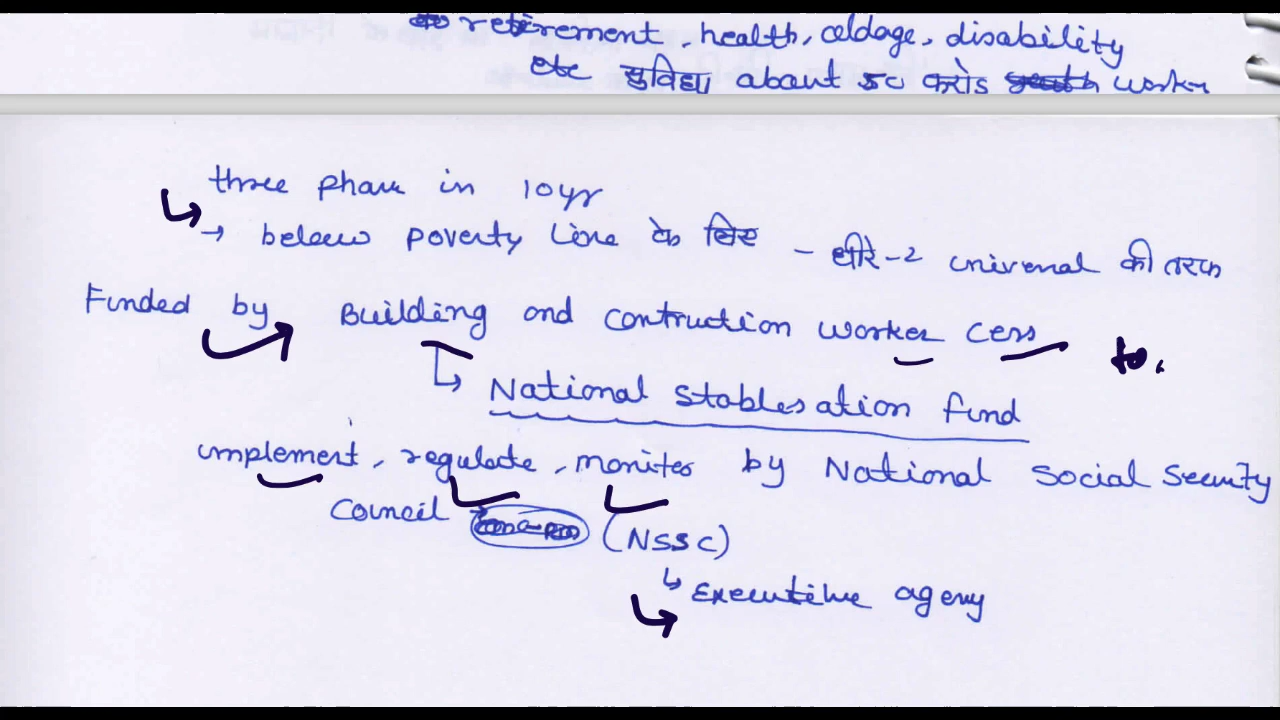 retirement, health, oldage, disability
etc सुविधा about 50 करोड worker
three phase in 10yr
→ below poverty line के लिए - धीरे-2 universal की तरफ
Funded by Building and contruction worker cess to.
↳ National Stablesation fund
implement, regulate, moniter by National Social Security
Council (NSSC)
↳ Executive agency